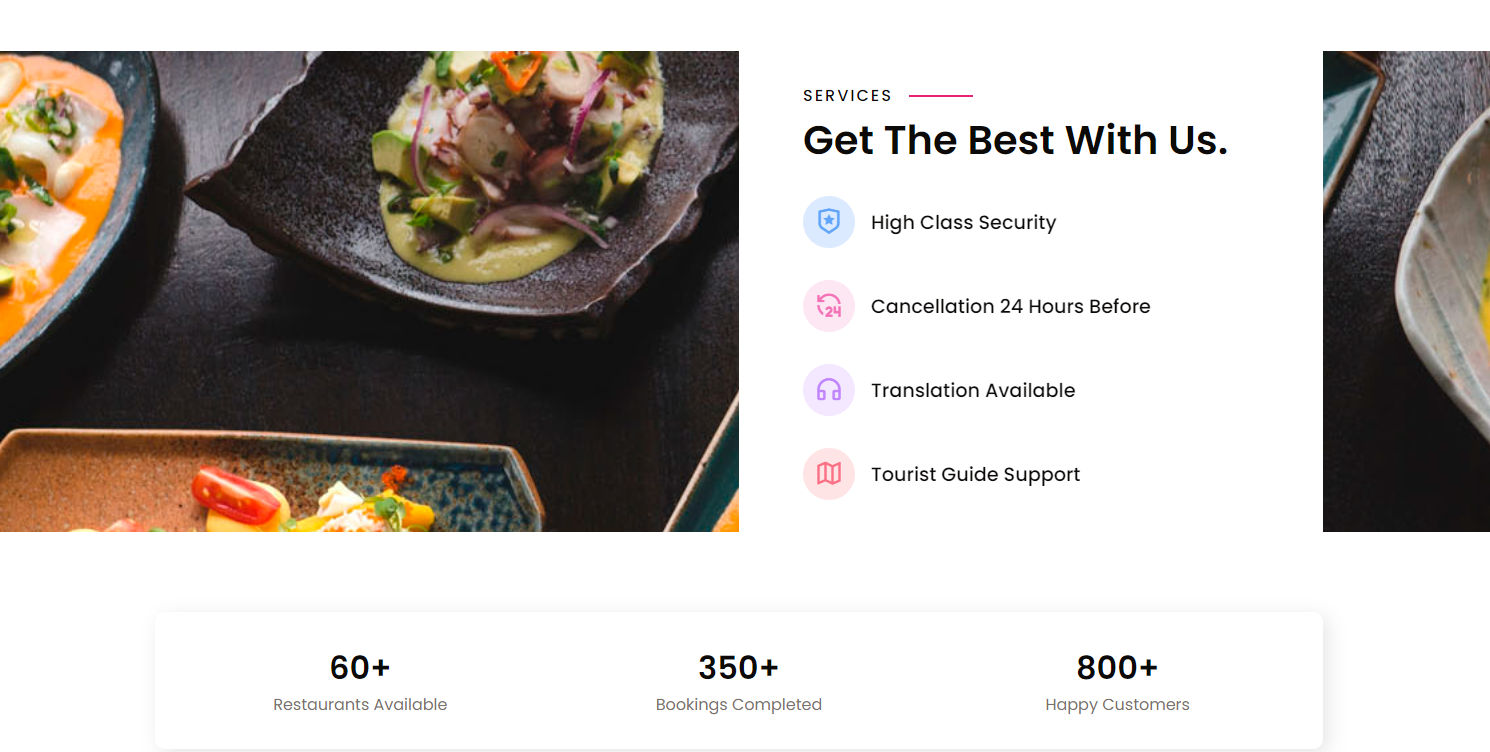 SERVICES
Get The Best With Us.
High Class Security
24
Cancellation 24 Hours Before
Translation Available
Tourist Guide Support
60+
350+
800+
Restaurants Available
Bookings Completed
Happy Customers